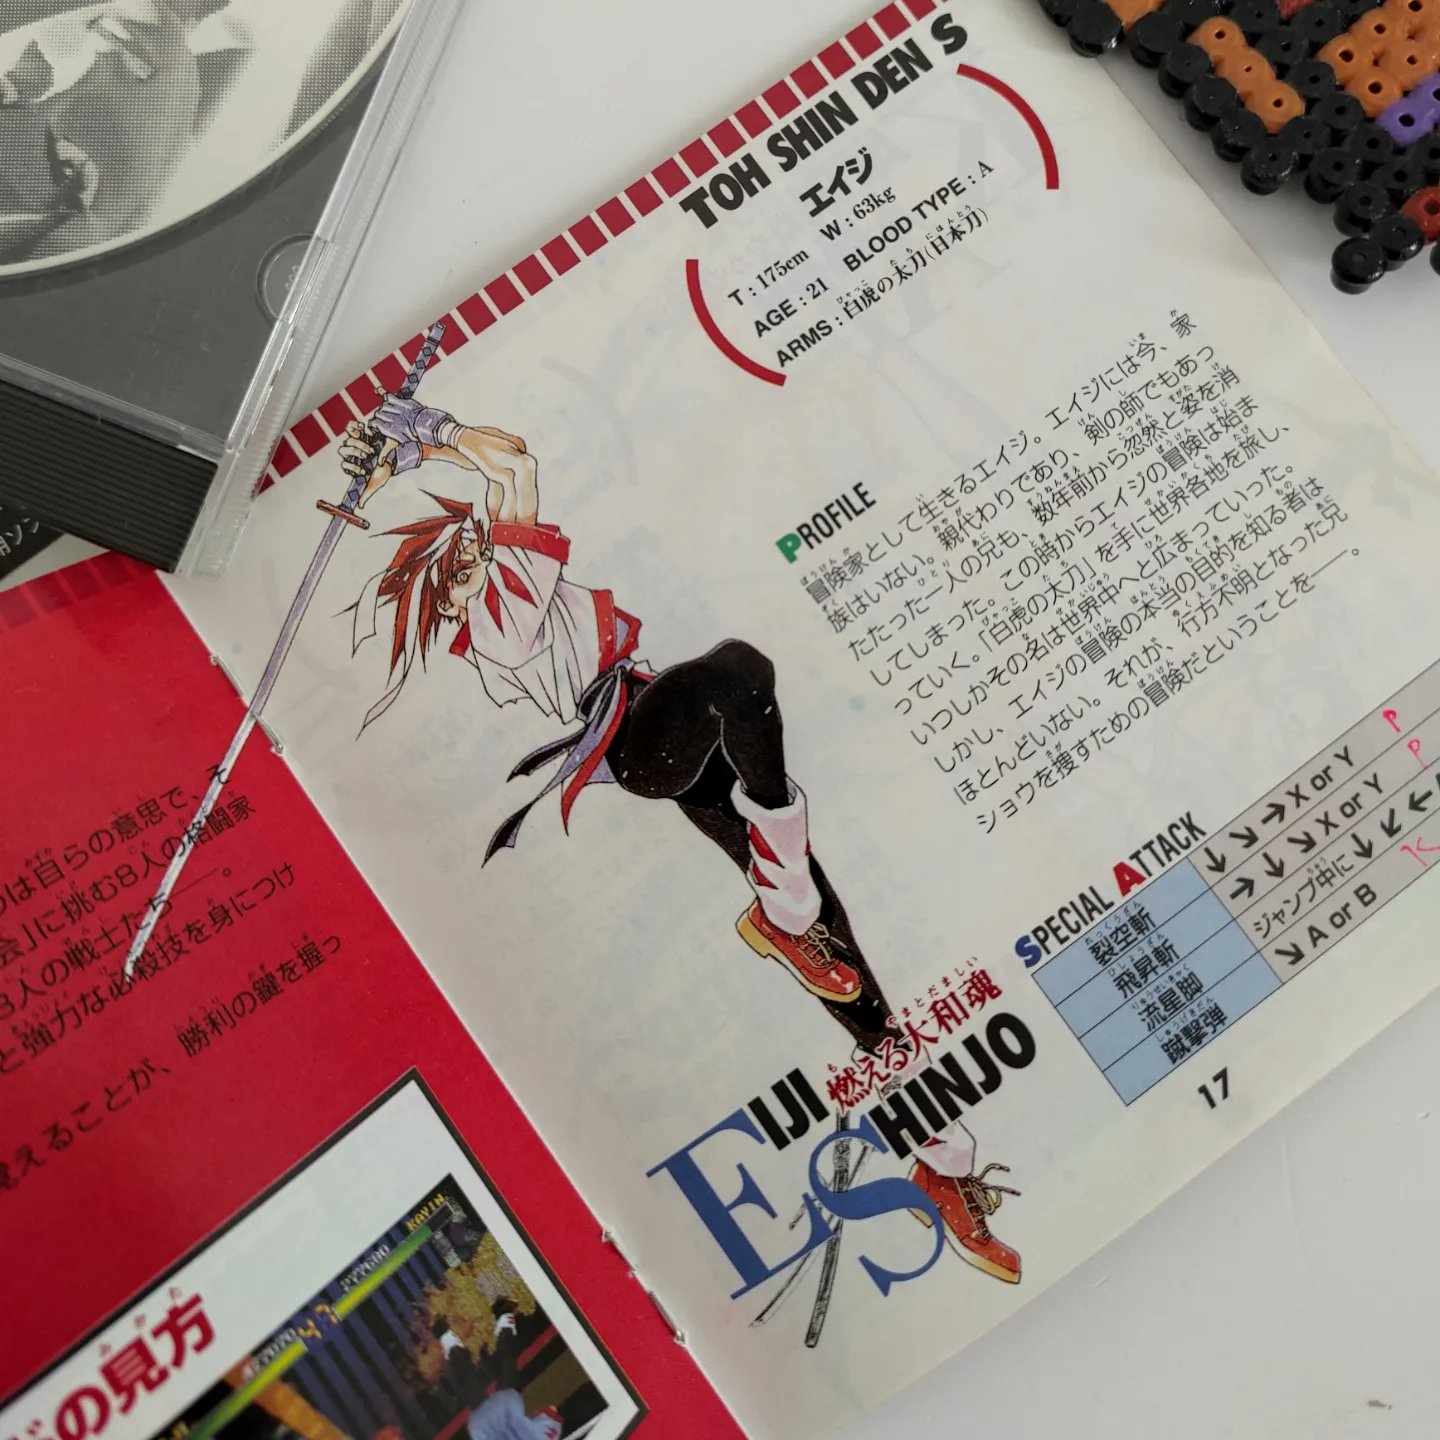 TOH SHIN DEN S
エイジ
T : 175cm W : 63kg
AGE : 21 BLOOD TYPE : A
ARMS : 白虎の太刀(日本刀)
PROFILE
冒険家として生きるエイジ。エイジには今、家
族はいない。親代わりであり、剣の師でもあっ
たたった一人の兄も、数年前から忽然と姿を消
してしまった。この時からエイジの冒険は始ま
っていく。「白虎の太刀」を手に世界各地を旅し、
いつしかその名は世界中へと広まっていった。
しかし、エイジの冒険の本当の目的を知る者は
ほとんどいない。それが、行方不明となった兄
ショウを捜すための冒険だということを──。
SPECIAL ATTACK
裂空斬 ↓↘→ X or Y P
飛昇斬 →↓↘ X or Y P
流星脚 ジャンプ中に↓↙← K
蹴撃弾 ↘ A or B
燃える大和魂
EIJI SHINJO
17
は自らの意思で、そ
会」に挑む8人の格闘家
8人の戦士たち──。
と強力な必殺技を身につけ
えることが、勝利の鍵を握っ
の見方
KAYIN